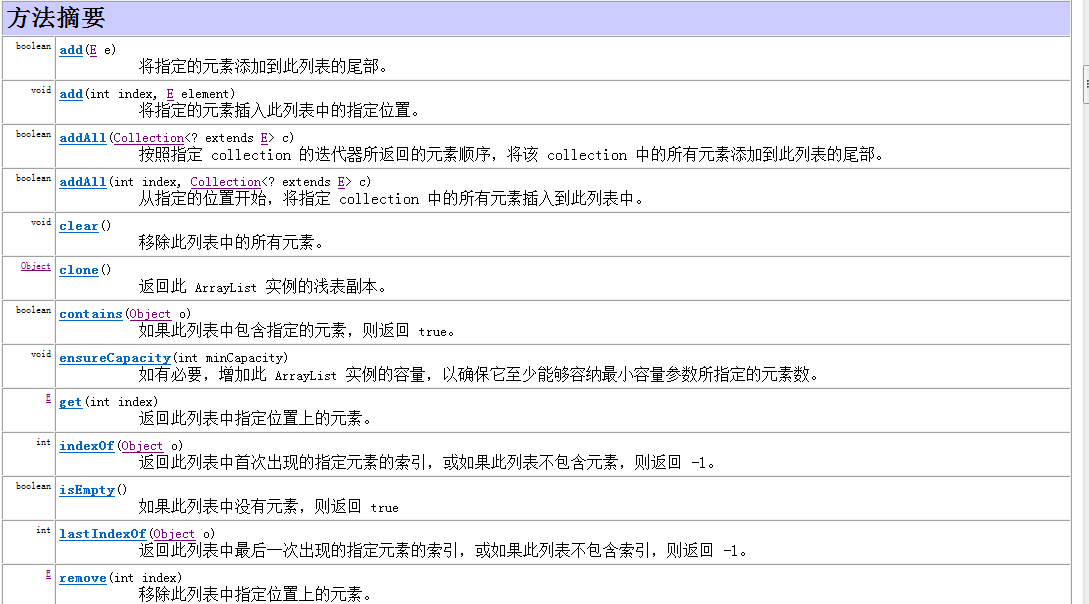 方法摘要
boolean add(E e)
将指定的元素添加到此列表的尾部。
void add(int index, E element)
将指定的元素插入此列表中的指定位置。
boolean addAll(Collection<? extends E> c)
按照指定 collection 的迭代器所返回的元素顺序，将该 collection 中的所有元素添加到此列表的尾部。
boolean addAll(int index, Collection<? extends E> c)
从指定的位置开始，将指定 collection 中的所有元素插入到此列表中。
void clear()
移除此列表中的所有元素。
Object clone()
返回此 ArrayList 实例的浅表副本。
boolean contains(Object o)
如果此列表中包含指定的元素，则返回 true。
void ensureCapacity(int minCapacity)
如有必要，增加此 ArrayList 实例的容量，以确保它至少能够容纳最小容量参数所指定的元素数。
E get(int index)
返回此列表中指定位置上的元素。
int indexOf(Object o)
返回此列表中首次出现的指定元素的索引，或如果此列表不包含元素，则返回 -1。
boolean isEmpty()
如果此列表中没有元素，则返回 true
int lastIndexOf(Object o)
返回此列表中最后一次出现的指定元素的索引，或如果此列表不包含索引，则返回 -1。
E remove(int index)
移除此列表中指定位置上的元素。